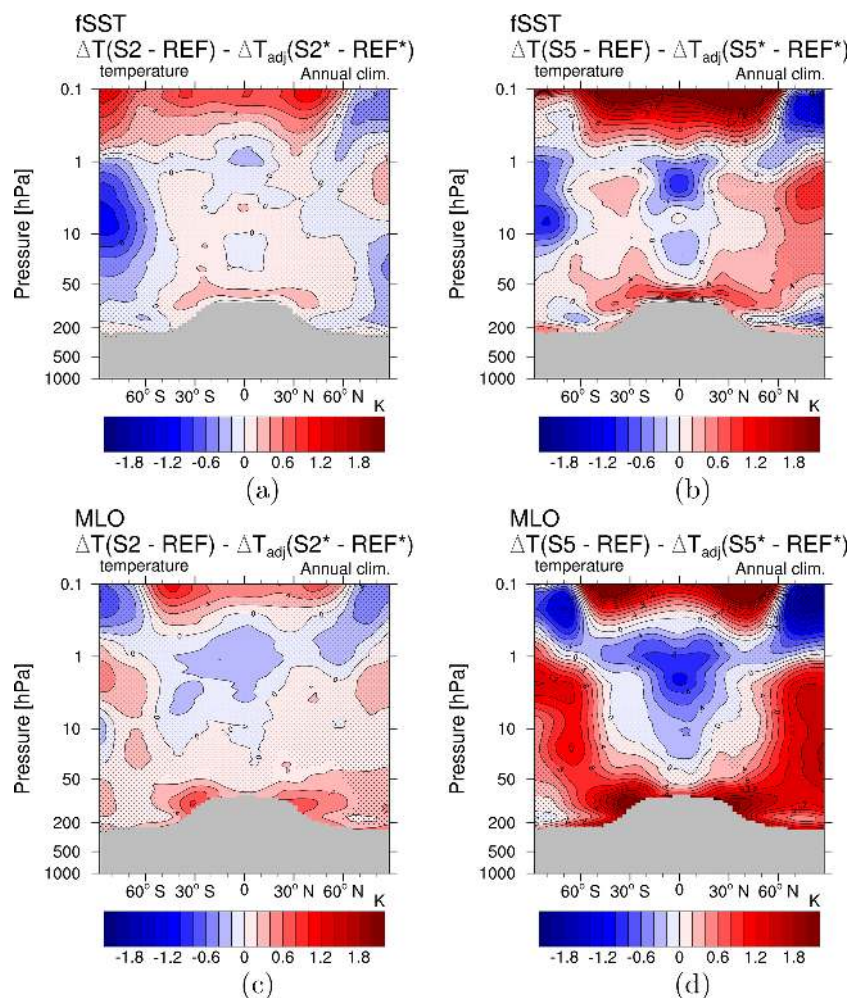 fSST
ΔT(S2 - REF) - ΔTadj(S2* - REF*)
temperature Annual clim.
Pressure [hPa]
0.1
1
10
50
200
500
1000
60° S 30° S 0 30° N 60° N
K
-1.8 -1.2 -0.6 0 0.6 1.2 1.8
(a)
fSST
ΔT(S5 - REF) - ΔTadj(S5* - REF*)
temperature Annual clim.
Pressure [hPa]
0.1
1
10
50
200
500
1000
60° S 30° S 0 30° N 60° N
K
-1.8 -1.2 -0.6 0 0.6 1.2 1.8
(b)
MLO
ΔT(S2 - REF) - ΔTadj(S2* - REF*)
temperature Annual clim.
Pressure [hPa]
0.1
1
10
50
200
500
1000
60° S 30° S 0 30° N 60° N
K
-1.8 -1.2 -0.6 0 0.6 1.2 1.8
(c)
MLO
ΔT(S5 - REF) - ΔTadj(S5* - REF*)
temperature Annual clim.
Pressure [hPa]
0.1
1
10
50
200
500
1000
60° S 30° S 0 30° N 60° N
K
-1.8 -1.2 -0.6 0 0.6 1.2 1.8
(d)